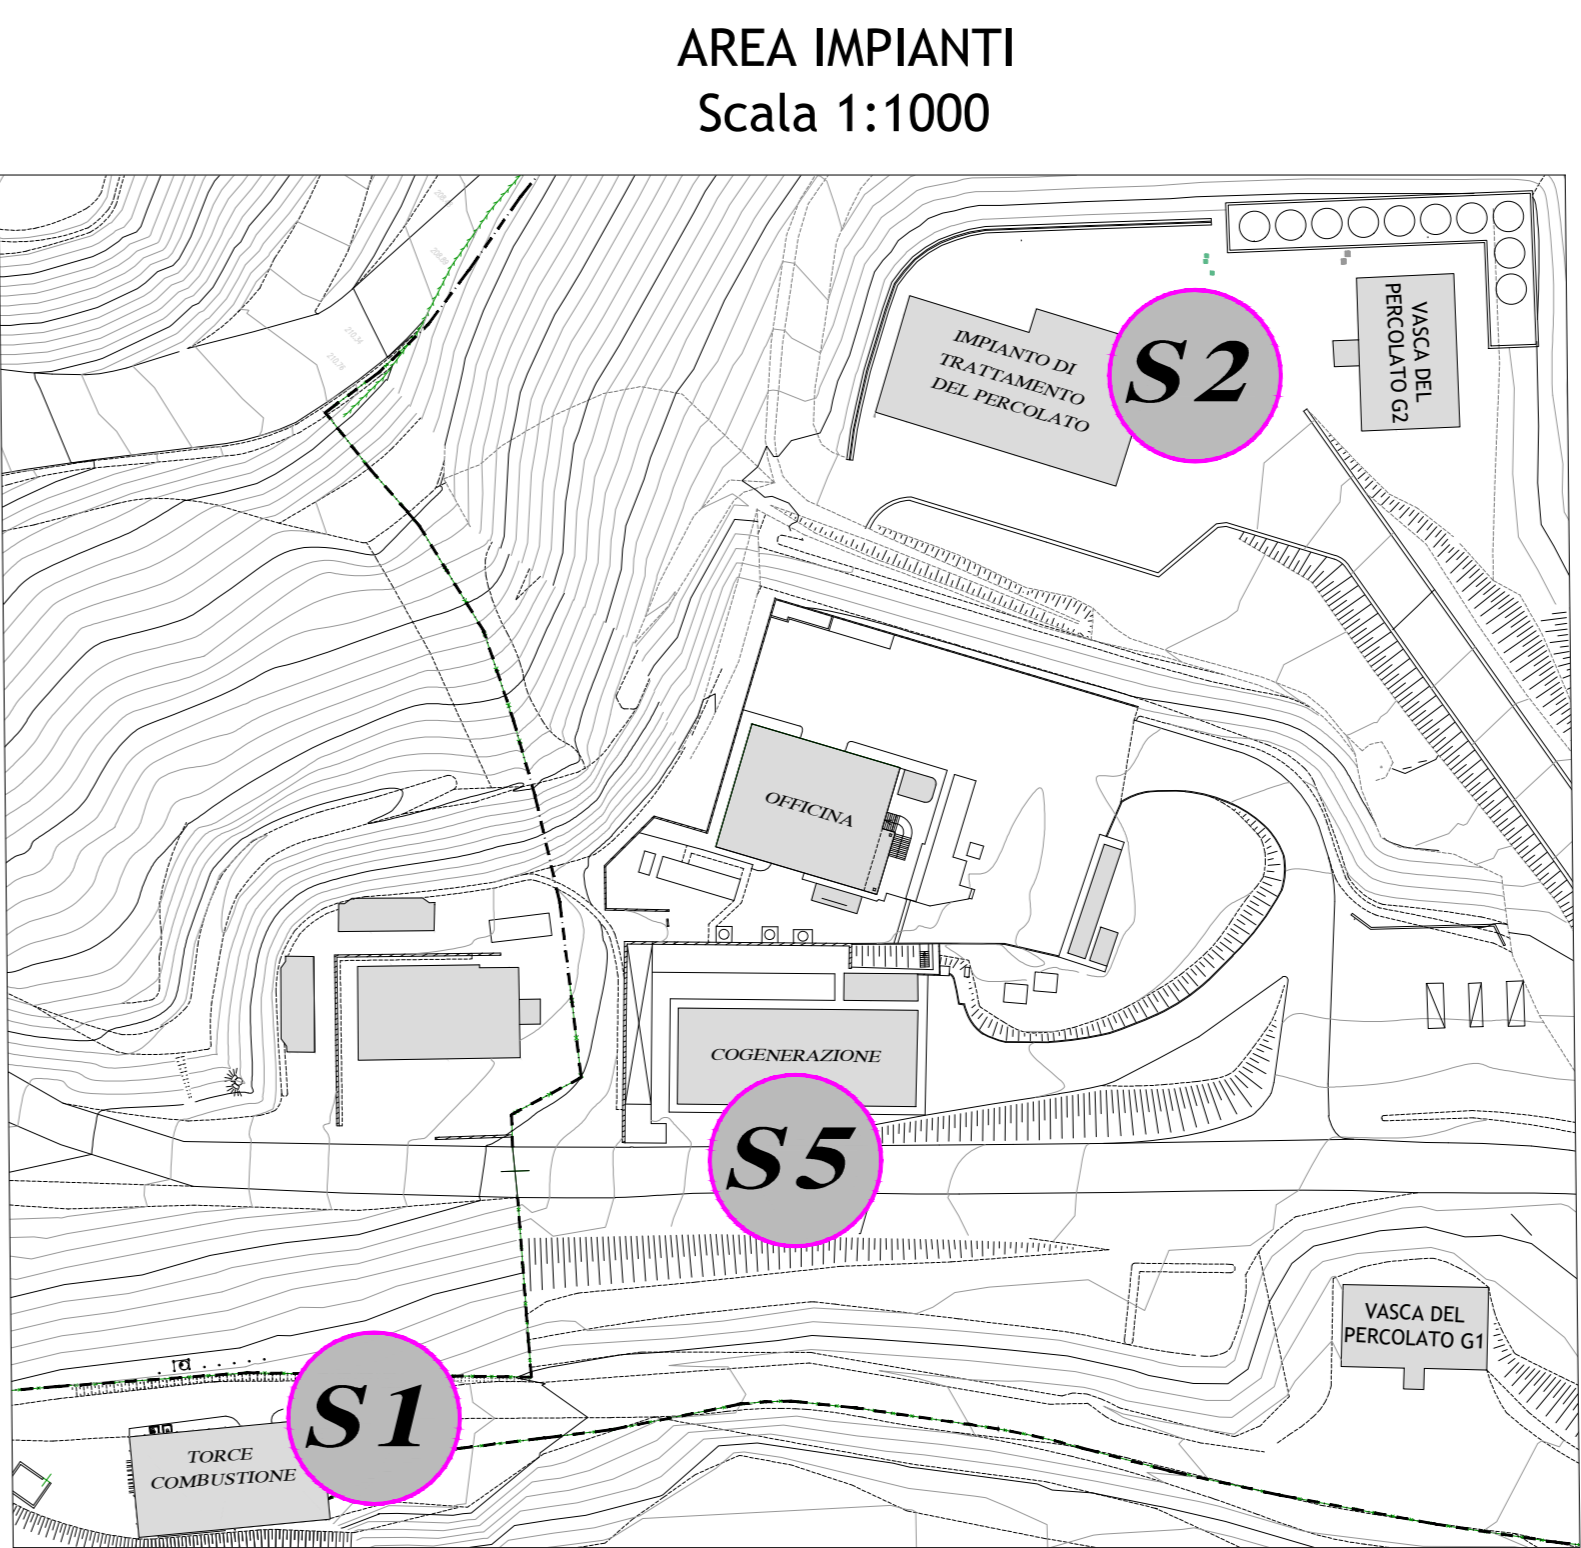 AREA IMPIANTI
Scala 1:1000
IMPIANTO DI
TRATTAMENTO
DEL PERCOLATO
S2
VASCA DEL
PERCOLATO G2
OFFICINA
COGENERAZIONE
S5
VASCA DEL
PERCOLATO G1
S1
TORCE
COMBUSTIONE